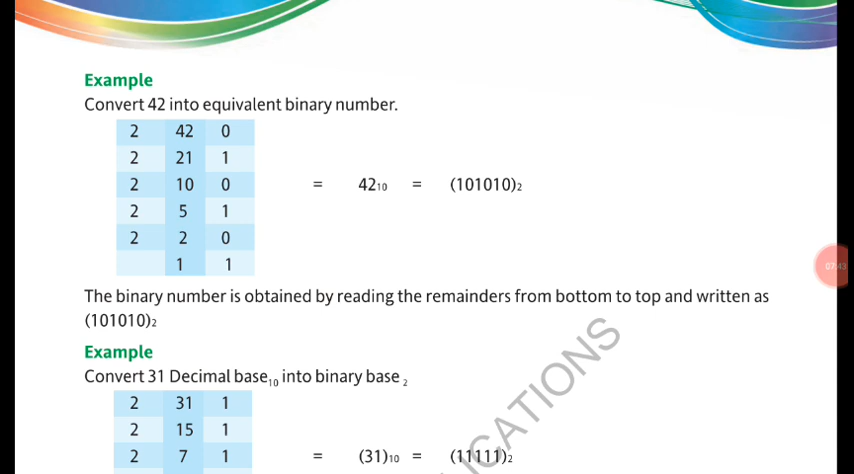 Example
Convert 42 into equivalent binary number.
2 42 0
2 21 1
2 10 0 = 42₁₀ = (101010)₂
2 5 1
2 2 0
1 1
The binary number is obtained by reading the remainders from bottom to top and written as
(101010)₂
Example
Convert 31 Decimal base₁₀ into binary base ₂
2 31 1
2 15 1
2 7 1 = (31)₁₀ = (11111)₂
07:43